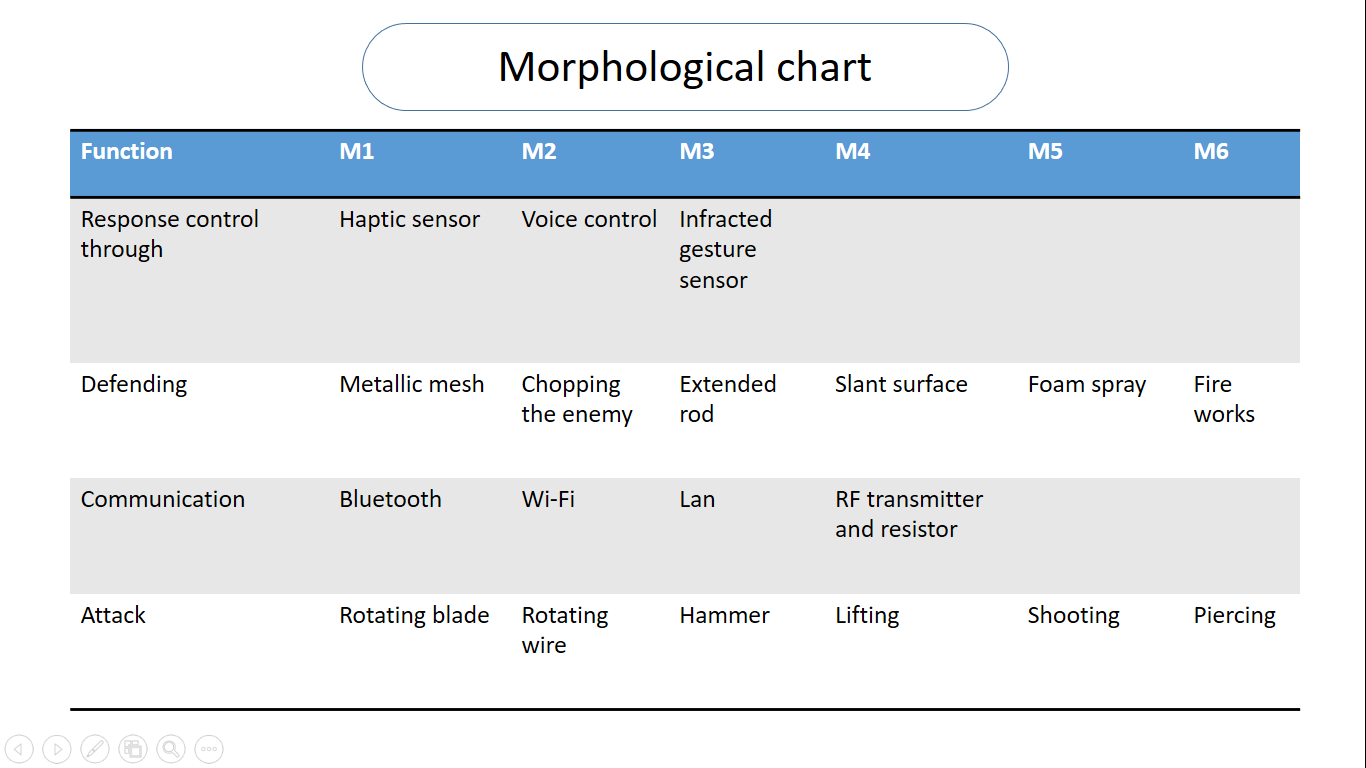 Morphological chart
Function M1 M2 M3 M4 M5 M6
Response control Haptic sensor Voice control Infracted
through gesture
sensor
Defending Metallic mesh Chopping Extended Slant surface Foam spray Fire
the enemy rod works
Communication Bluetooth Wi-Fi Lan RF transmitter
and resistor
Attack Rotating blade Rotating Hammer Lifting Shooting Piercing
wire